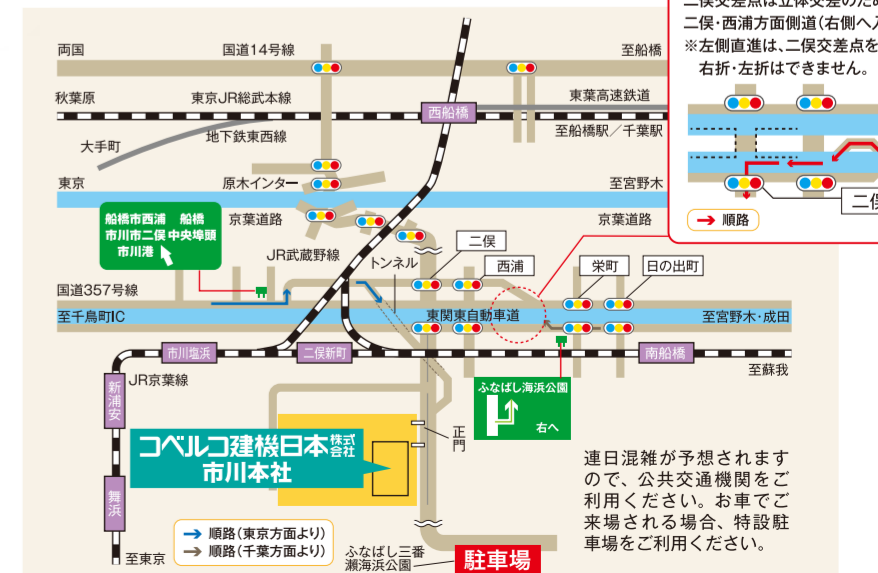 二俣交差点は立体交差のため
二俣・西浦方面側道(右側へ入
※左側直進は、二俣交差点を
右折・左折はできません。
二俣
順路
両国
国道14号線
至船橋
秋葉原
東京JR総武本線
西船橋
東葉高速鉄道
大手町
地下鉄東西線
至船橋駅/千葉駅
東京
原木インター
至宮野木
船橋市西浦 船橋
市川市二俣 中央埠頭
市川港
京葉道路
京葉道路
JR武蔵野線
トンネル
二俣
西浦
栄町
日の出町
国道357号線
至千鳥町IC
東関東自動車道
至宮野木・成田
市川塩浜
二俣新町
南船橋
至蘇我
JR京葉線
新浦安
ふなばし海浜公園
右へ
コベルコ建機日本株式会社
市川本社
正門
舞浜
連日混雑が予想されます
ので、公共交通機関をご
利用ください。お車でご
来場される場合、特設駐
車場をご利用ください。
順路(東京方面より)
順路(千葉方面より)
至東京
ふなばし三番
瀬海浜公園
駐車場